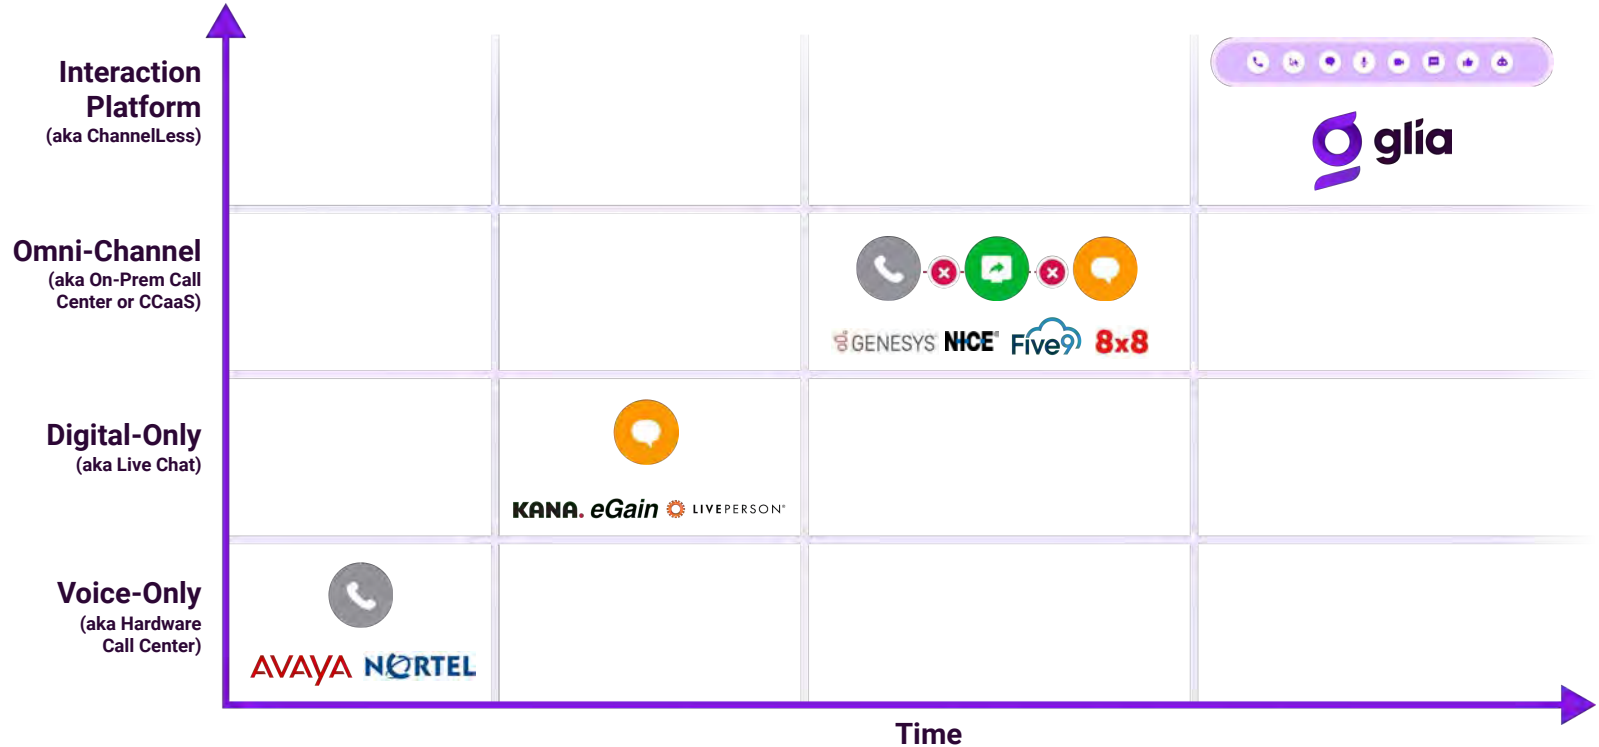 Interaction
Platform
(aka ChannelLess)
glia
Omni-Channel
(aka On-Prem Call
Center or CCaaS)
GENESYS NICE® Five9 8x8
Digital-Only
(aka Live Chat)
KANA. eGain LIVEPERSON®
Voice-Only
(aka Hardware
Call Center)
AVAYA NORTEL
Time